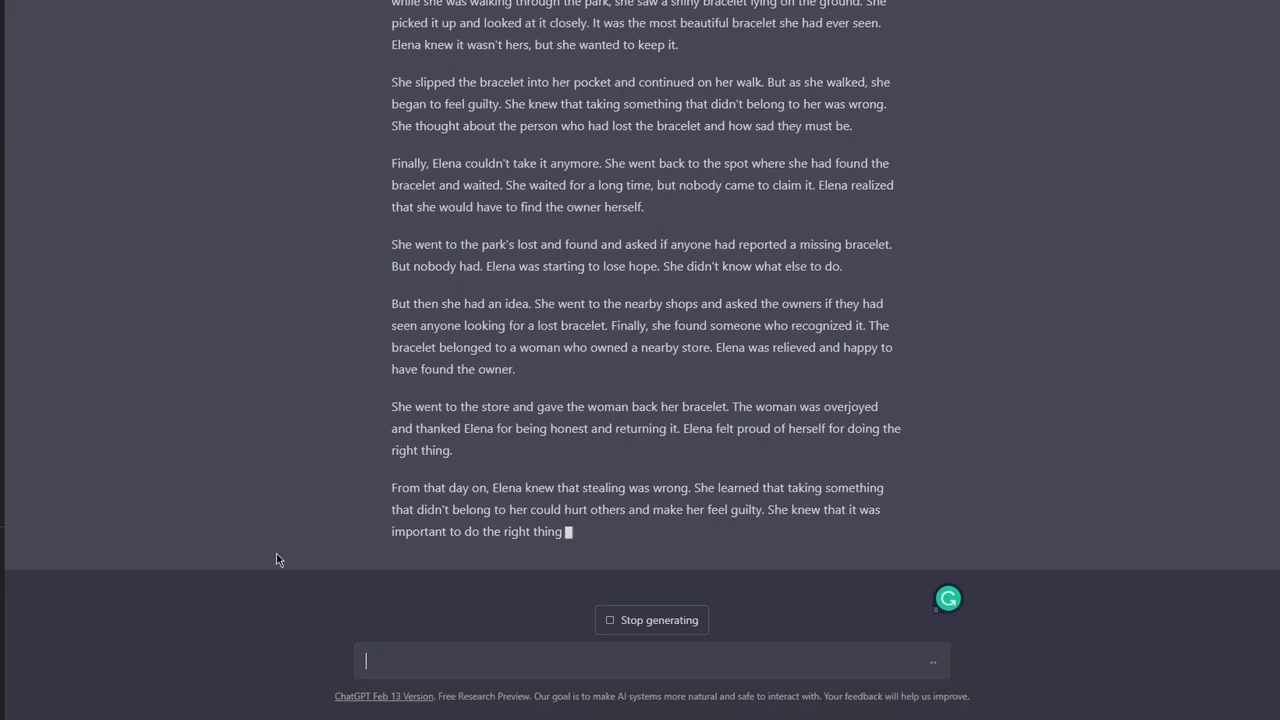 while she was walking through the park, she saw a shiny bracelet lying on the ground. She
picked it up and looked at it closely. It was the most beautiful bracelet she had ever seen.
Elena knew it wasn't hers, but she wanted to keep it.
She slipped the bracelet into her pocket and continued on her walk. But as she walked, she
began to feel guilty. She knew that taking something that didn't belong to her was wrong.
She thought about the person who had lost the bracelet and how sad they must be.
Finally, Elena couldn't take it anymore. She went back to the spot where she had found the
bracelet and waited. She waited for a long time, but nobody came to claim it. Elena realized
that she would have to find the owner herself.
She went to the park's lost and found and asked if anyone had reported a missing bracelet.
But nobody had. Elena was starting to lose hope. She didn't know what else to do.
But then she had an idea. She went to the nearby shops and asked the owners if they had
seen anyone looking for a lost bracelet. Finally, she found someone who recognized it. The
bracelet belonged to a woman who owned a nearby store. Elena was relieved and happy to
have found the owner.
She went to the store and gave the woman back her bracelet. The woman was overjoyed
and thanked Elena for being honest and returning it. Elena felt proud of herself for doing the
right thing.
From that day on, Elena knew that stealing was wrong. She learned that taking something
that didn't belong to her could hurt others and make her feel guilty. She knew that it was
important to do the right thing
Stop generating
ChatGPT Feb 13 Version. Free Research Preview. Our goal is to make AI systems more natural and safe to interact with. Your feedback will help us improve.